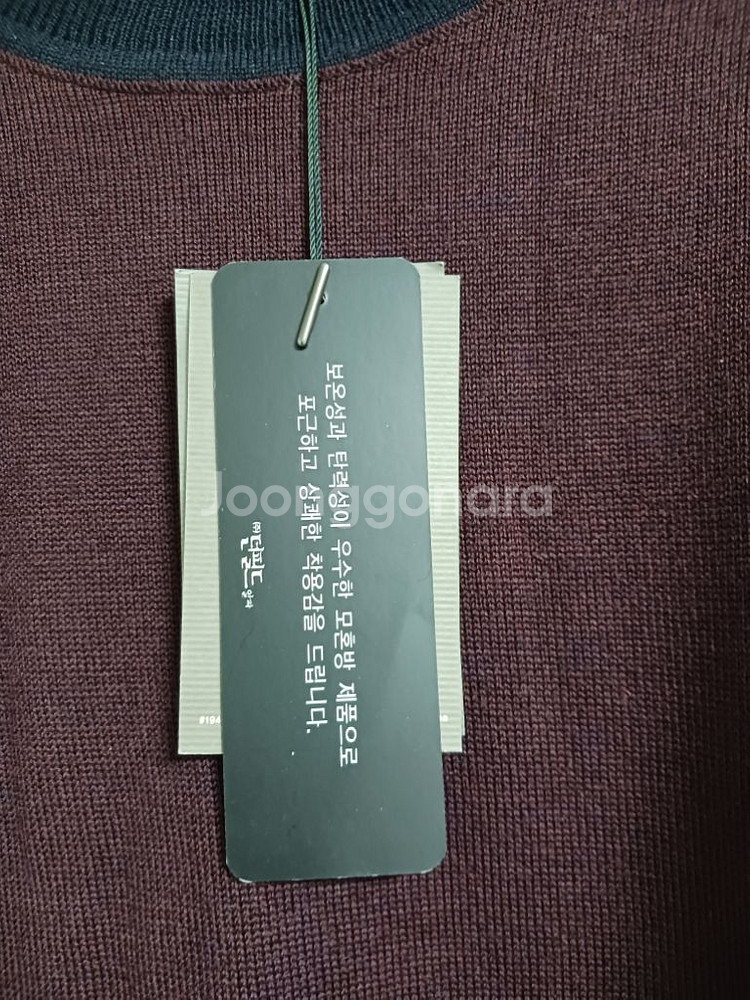 보온성과 탄력성이 우수한 모혼방 제품으로
포근하고 상쾌한 착용감을 드립니다.
#194
Joonggonara